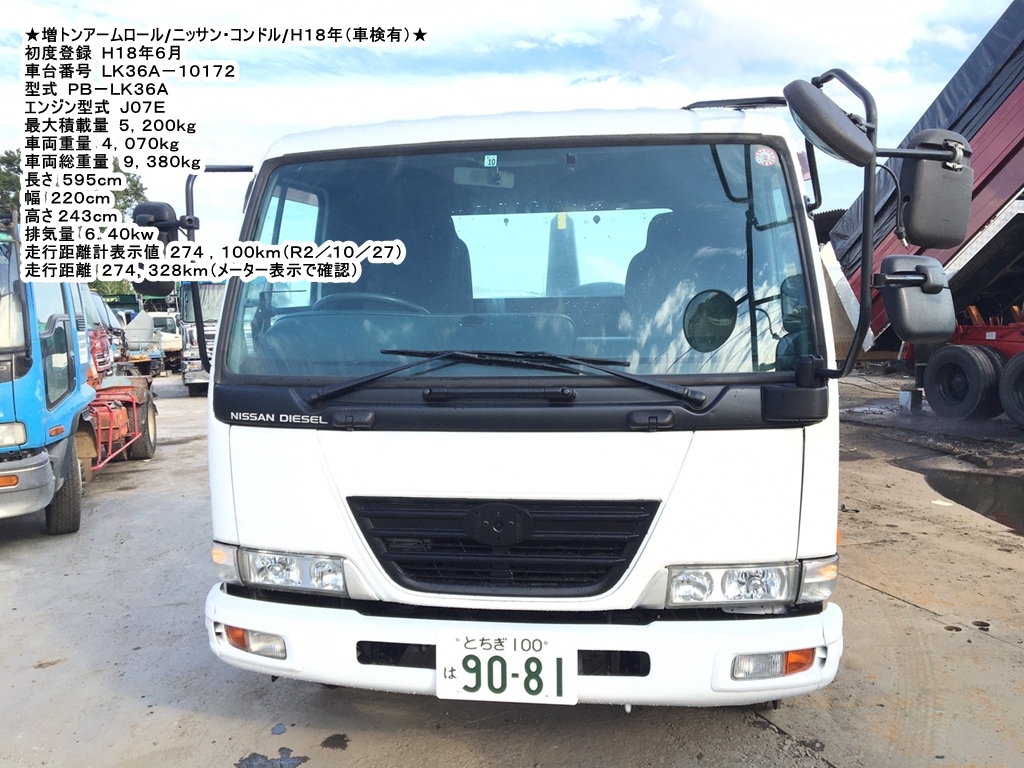 ★増トンアームロール/ニッサン・コンドル/H18年(車検有)★
初度登録 H18年6月
車台番号 LK36A－10172
型式 PB－LK36A
エンジン型式 J07E
最大積載量 5, 200kg
車両重量 4, 070kg
車両総重量 9, 380kg
長さ 595cm
幅 220cm
高さ 243cm
排気量 6. 40kw
走行距離計表示値 274 , 100km(R2／10／27)
走行距離 274, 328km(メーター表示で確認)
10
NISSAN DIESEL
とちぎ 100
は 90-81